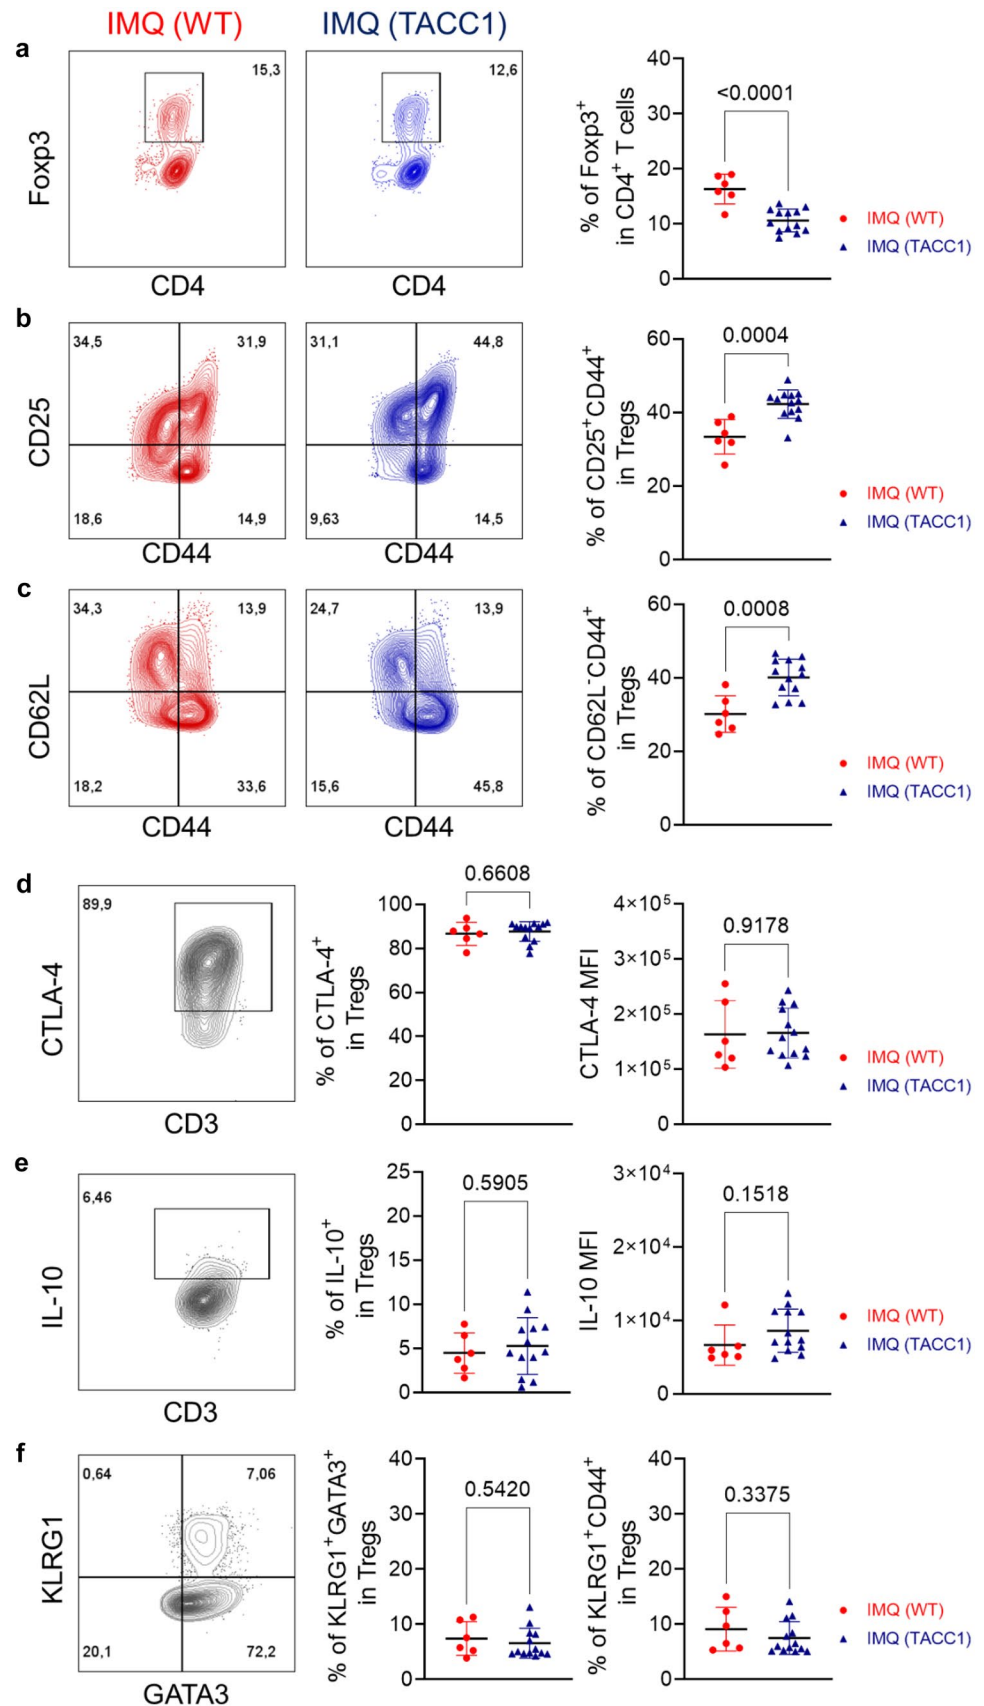 IMQ (WT) IMQ (TACC1)
a
15,3
12,6
Foxp3
CD4
CD4
% of Foxp3⁺
in CD4⁺ T cells
40
30
20
10
0
<0.0001
IMQ (WT)
IMQ (TACC1)
b
34,5 31,9
18,6 14,9
31,1 44,8
9,63 14,5
CD25
CD44
CD44
% of CD25⁺CD44⁺
in Tregs
60
40
20
0
0.0004
IMQ (WT)
IMQ (TACC1)
c
34,3 13,9
18,2 33,6
24,7 13,9
15,6 45,8
CD62L
CD44
CD44
% of CD62L⁻CD44⁺
in Tregs
60
40
20
0
0.0008
IMQ (WT)
IMQ (TACC1)
d
89,9
CTLA-4
CD3
% of CTLA-4⁺
in Tregs
100
80
60
40
20
0
0.6608
CTLA-4 MFI
4×10⁵
3×10⁵
2×10⁵
1×10⁵
0
0.9178
IMQ (WT)
IMQ (TACC1)
e
6,46
IL-10
CD3
% of IL-10⁺
in Tregs
25
20
15
10
5
0
0.5905
IL-10 MFI
3×10⁴
2×10⁴
1×10⁴
0
0.1518
IMQ (WT)
IMQ (TACC1)
f
0,64 7,06
20,1 72,2
KLRG1
GATA3
% of KLRG1⁺GATA3⁺
in Tregs
40
30
20
10
0
0.5420
% of KLRG1⁺CD44⁺
in Tregs
40
30
20
10
0
0.3375
IMQ (WT)
IMQ (TACC1)